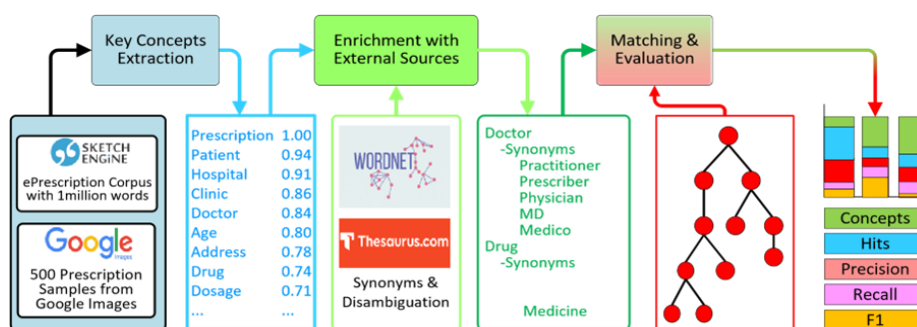 Key Concepts
Extraction
Enrichment with
External Sources
Matching &
Evaluation
SKETCH
ENGINE
ePrescription Corpus
with 1million words
Google
Images
500 Prescription
Samples from
Google Images
Prescription 1.00
Patient 0.94
Hospital 0.91
Clinic 0.86
Doctor 0.84
Age 0.80
Address 0.78
Drug 0.74
Dosage 0.71
... ...
WORDNET
Thesaurus.com
Synonyms &
Disambiguation
Doctor
-Synonyms
Practitioner
Prescriber
Physician
MD
Medico
Drug
-Synonyms
Medicine
Concepts
Hits
Precision
Recall
F1